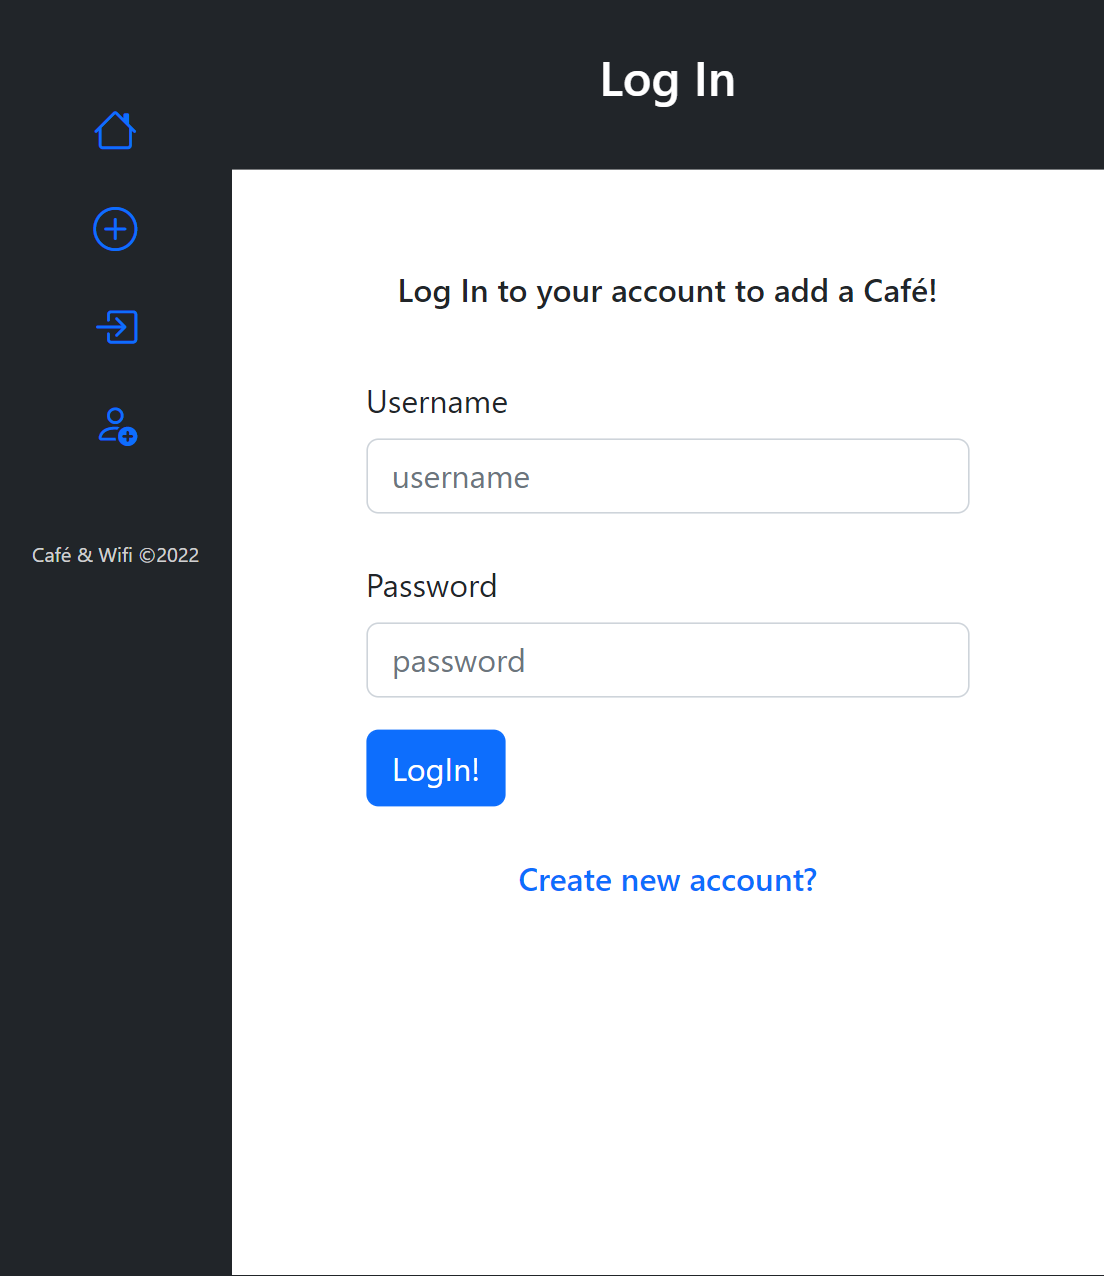 Log In
Café & Wifi ©2022
Log In to your account to add a Café!
Username
username
Password
password
LogIn!
Create new account?